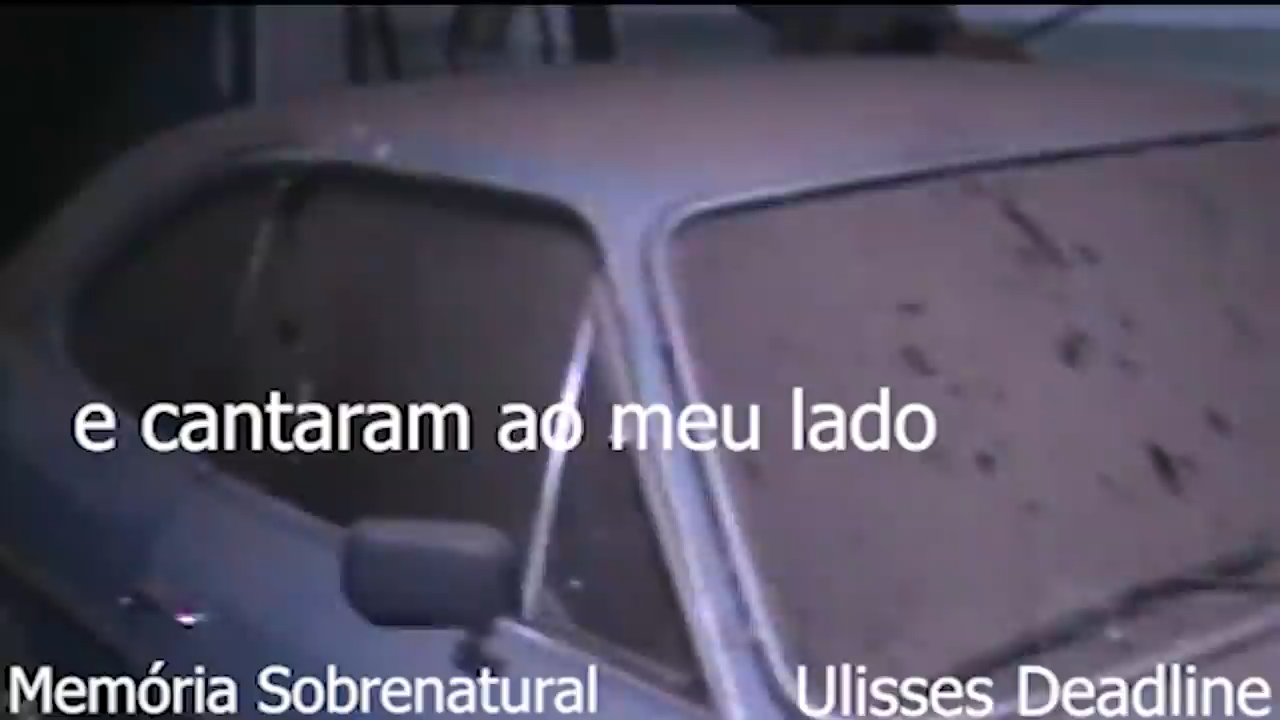 e cantaram ao meu lado
Memória Sobrenatural
Ulisses Deadline